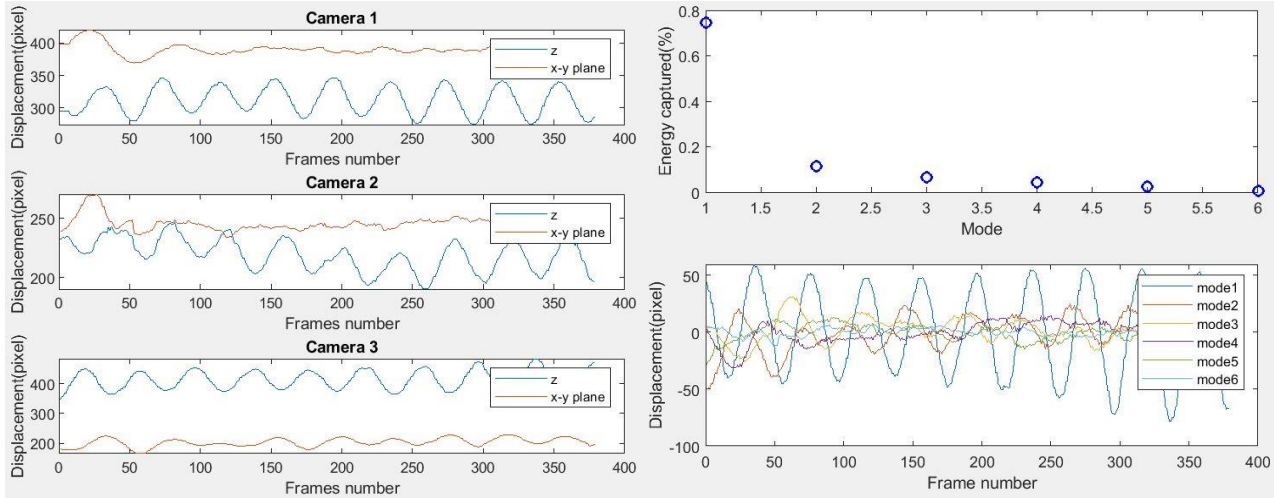 Camera 1
Displacement(pixel)
400
350
300
z
x-y plane
0 50 100 150 200 250 300 350 400
Frames number
Camera 2
Displacement(pixel)
250
200
z
x-y plane
0 50 100 150 200 250 300 350 400
Frames number
Camera 3
Displacement(pixel)
400
300
200
z
x-y plane
0 50 100 150 200 250 300 350 400
Frames number
Energy captured(%)
0.8
0.6
0.4
0.2
0
1 1.5 2 2.5 3 3.5 4 4.5 5 5.5 6
Mode
Displacement(pixel)
50
0
-50
-100
mode1
mode2
mode3
mode4
mode5
mode6
0 50 100 150 200 250 300 350 400
Frame number